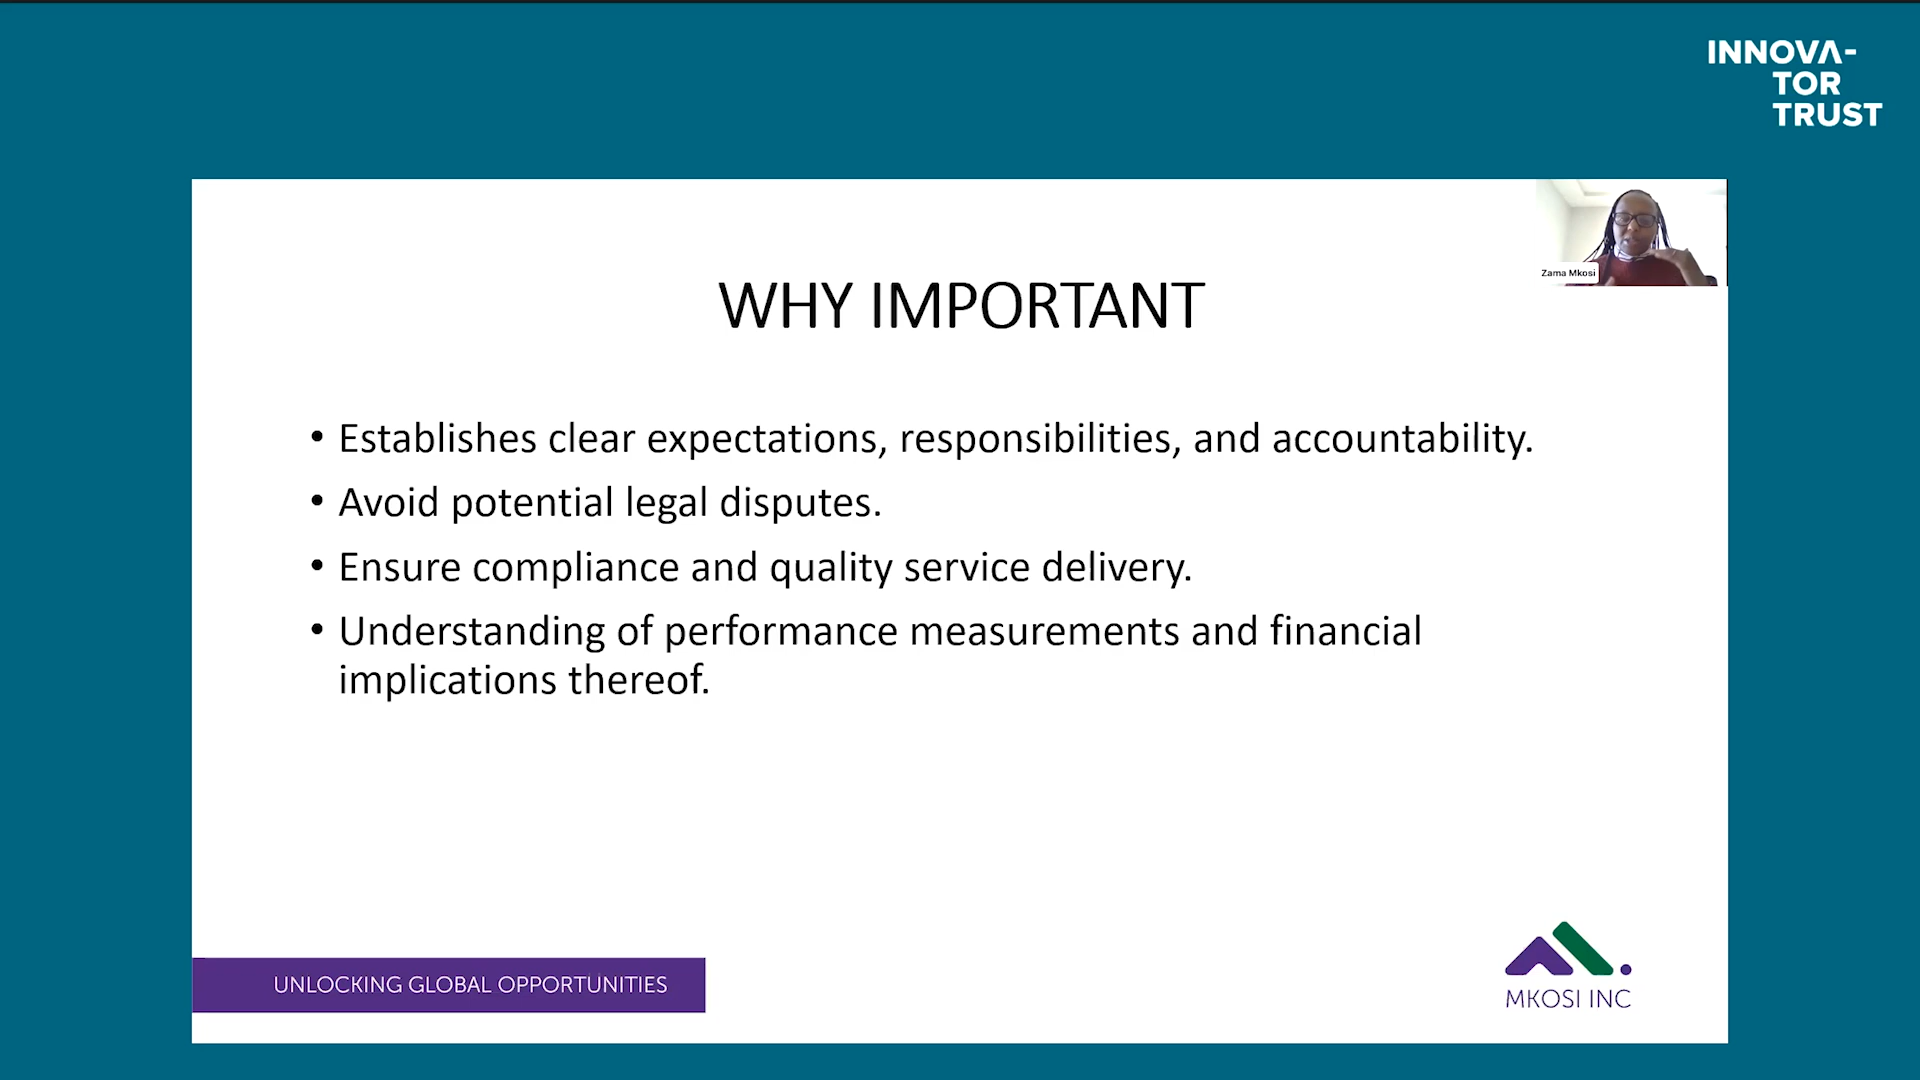 INNOVA-
TOR
TRUST
Zama Mkosi
WHY IMPORTANT
• Establishes clear expectations, responsibilities, and accountability.
• Avoid potential legal disputes.
• Ensure compliance and quality service delivery.
• Understanding of performance measurements and financial
implications thereof.
UNLOCKING GLOBAL OPPORTUNITIES
MKOSI INC